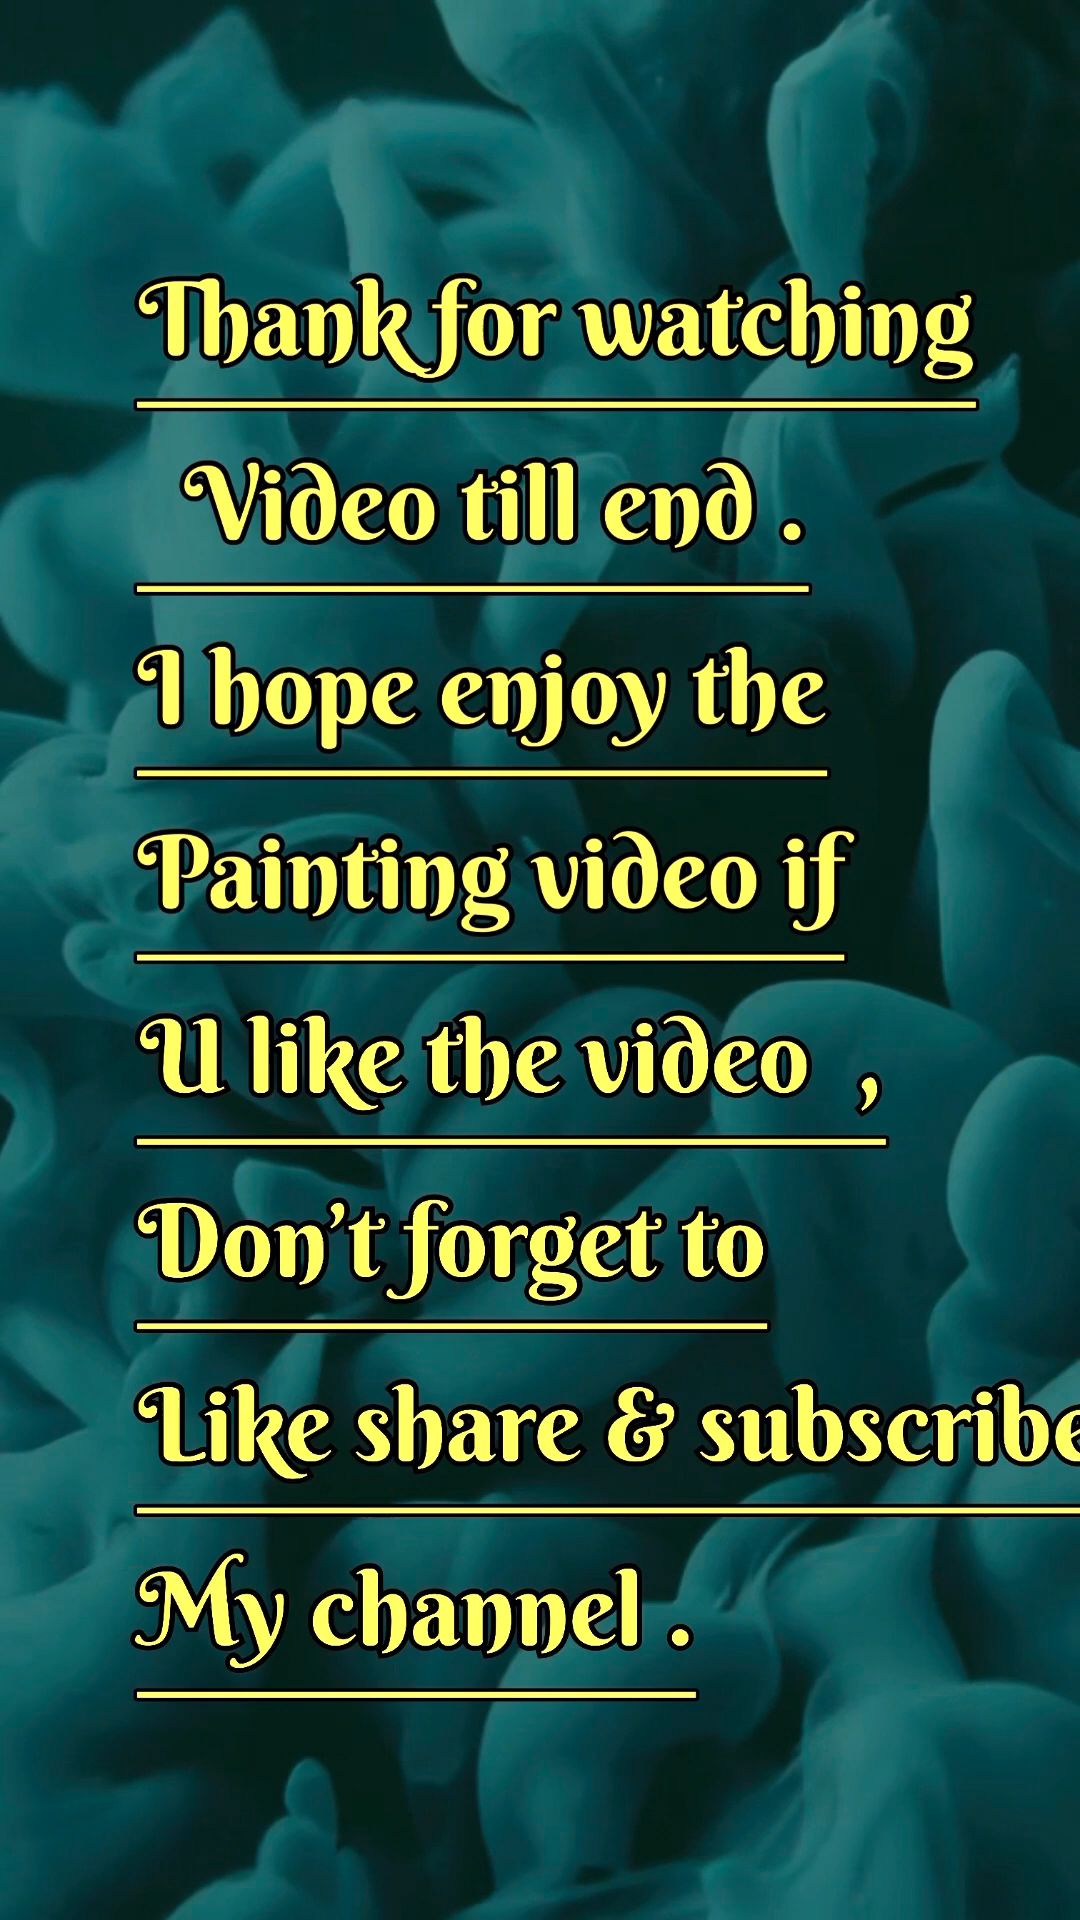 Thank for watching
Video till end .
I hope enjoy the
Painting video if
U like the video  ,
Don't forget to
Like share & subscribe
My channel .